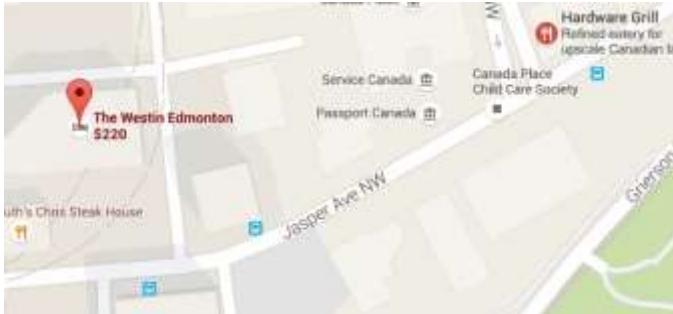 Hardware Grill
Refined eatery for
upscale Canadian
Canada Place
Child Care Society
Service Canada
Passport Canada
The Westin Edmonton
$220
uth's Chris Steak House
Jasper Ave NW
Grierson